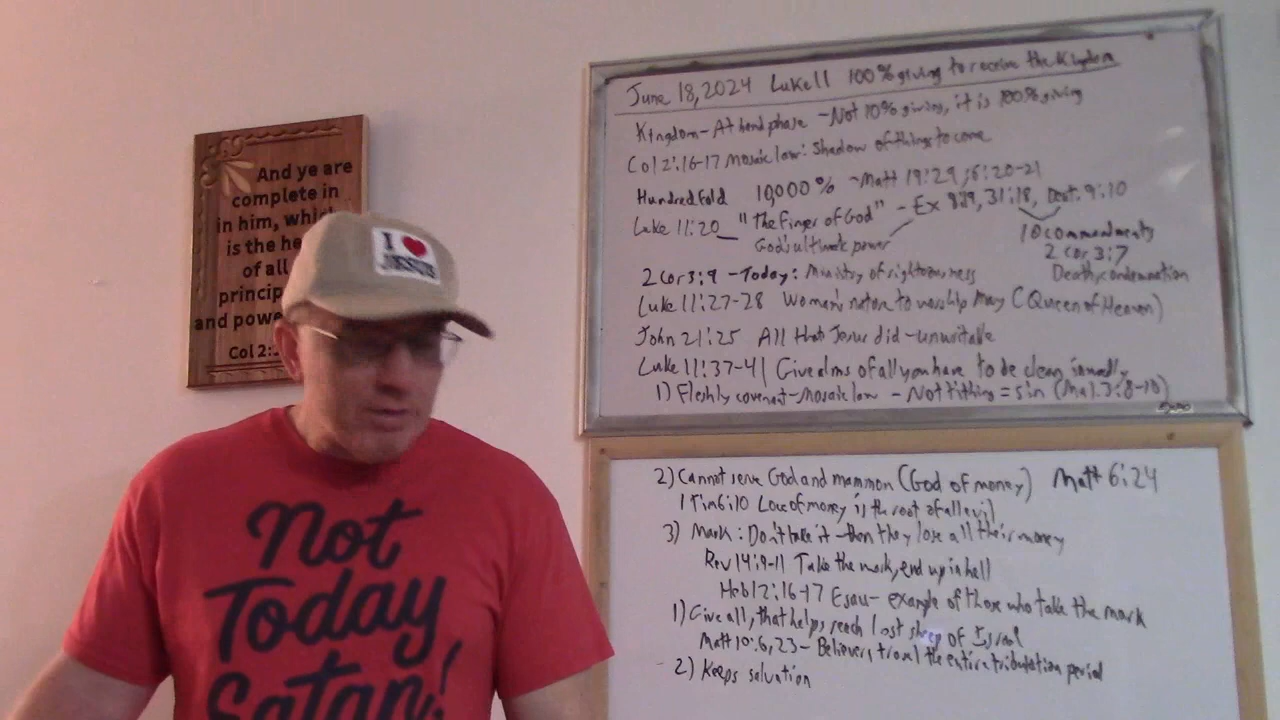 And ye are
complete in
in him, whic
is the he
of all
princip
and powe
Col 2:
I ❤ JESUS
Not
Today
Satan!
June 18, 2024 Luke 11 100% giving to receive the Kingdom
Kingdom - At hand phase - Not 10% giving, it is 100% giving
Col 2:16-17 Mosaic law: Shadow of things to come
Hundred fold 10,000% - Matt 19:29, 6:20-21
Luke 11:20 "The Finger of God" - Ex 8:19, 31:18, Deut. 9:10
God's ultimate power
10 commandments
2 Cor 3:7
Death, condemnation
2 Cor 3:9 - Today: Ministry of righteousness
Luke 11:27-28 Woman's nature to worship Mary (Queen of Heaven)
John 21:25 All that Jesus did - unwritable
Luke 11:37-41 Give alms of all you have to be clean inwardly
1) Fleshly covenant - Mosaic law - Not tithing = sin (Mal. 3:8-10)
2) Cannot serve God and mammon (God of money) Matt 6:24
1 Tim 6:10 Love of money is th root of all evil
3) Mark: Don't take it - then they lose all their money
Rev 14:9-11 Take the mark, end up in hell
Heb 12:16-17 Esau - example of those who take the mark
1) Give all, that helps reach lost sheep of Israel
Matt 10:6, 23 - Believers travel the entire tribulation period
2) Keeps salvation